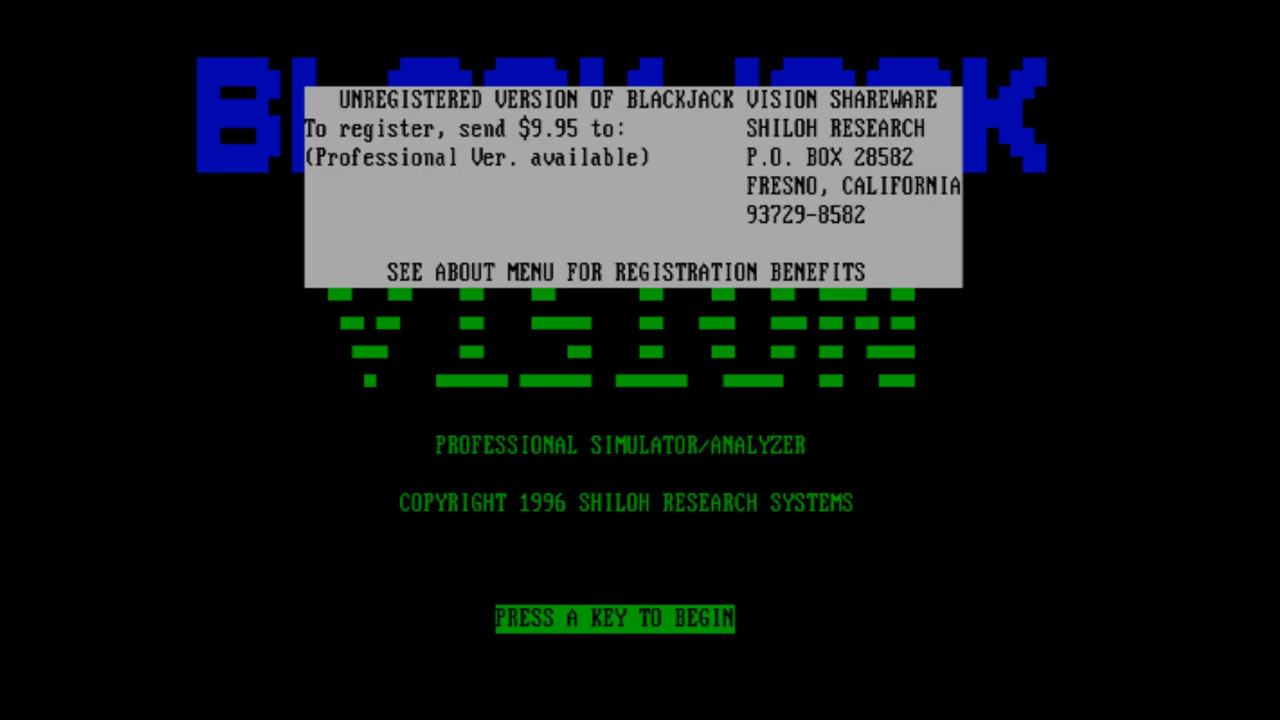 BLACKJACK
UNREGISTERED VERSION OF BLACKJACK VISION SHAREWARE
To register, send $9.95 to: SHILOH RESEARCH
(Professional Ver. available) P.O. BOX 28582
FRESNO, CALIFORNIA
93729-8582
SEE ABOUT MENU FOR REGISTRATION BENEFITS
VISION
PROFESSIONAL SIMULATOR/ANALYZER
COPYRIGHT 1996 SHILOH RESEARCH SYSTEMS
PRESS A KEY TO BEGIN